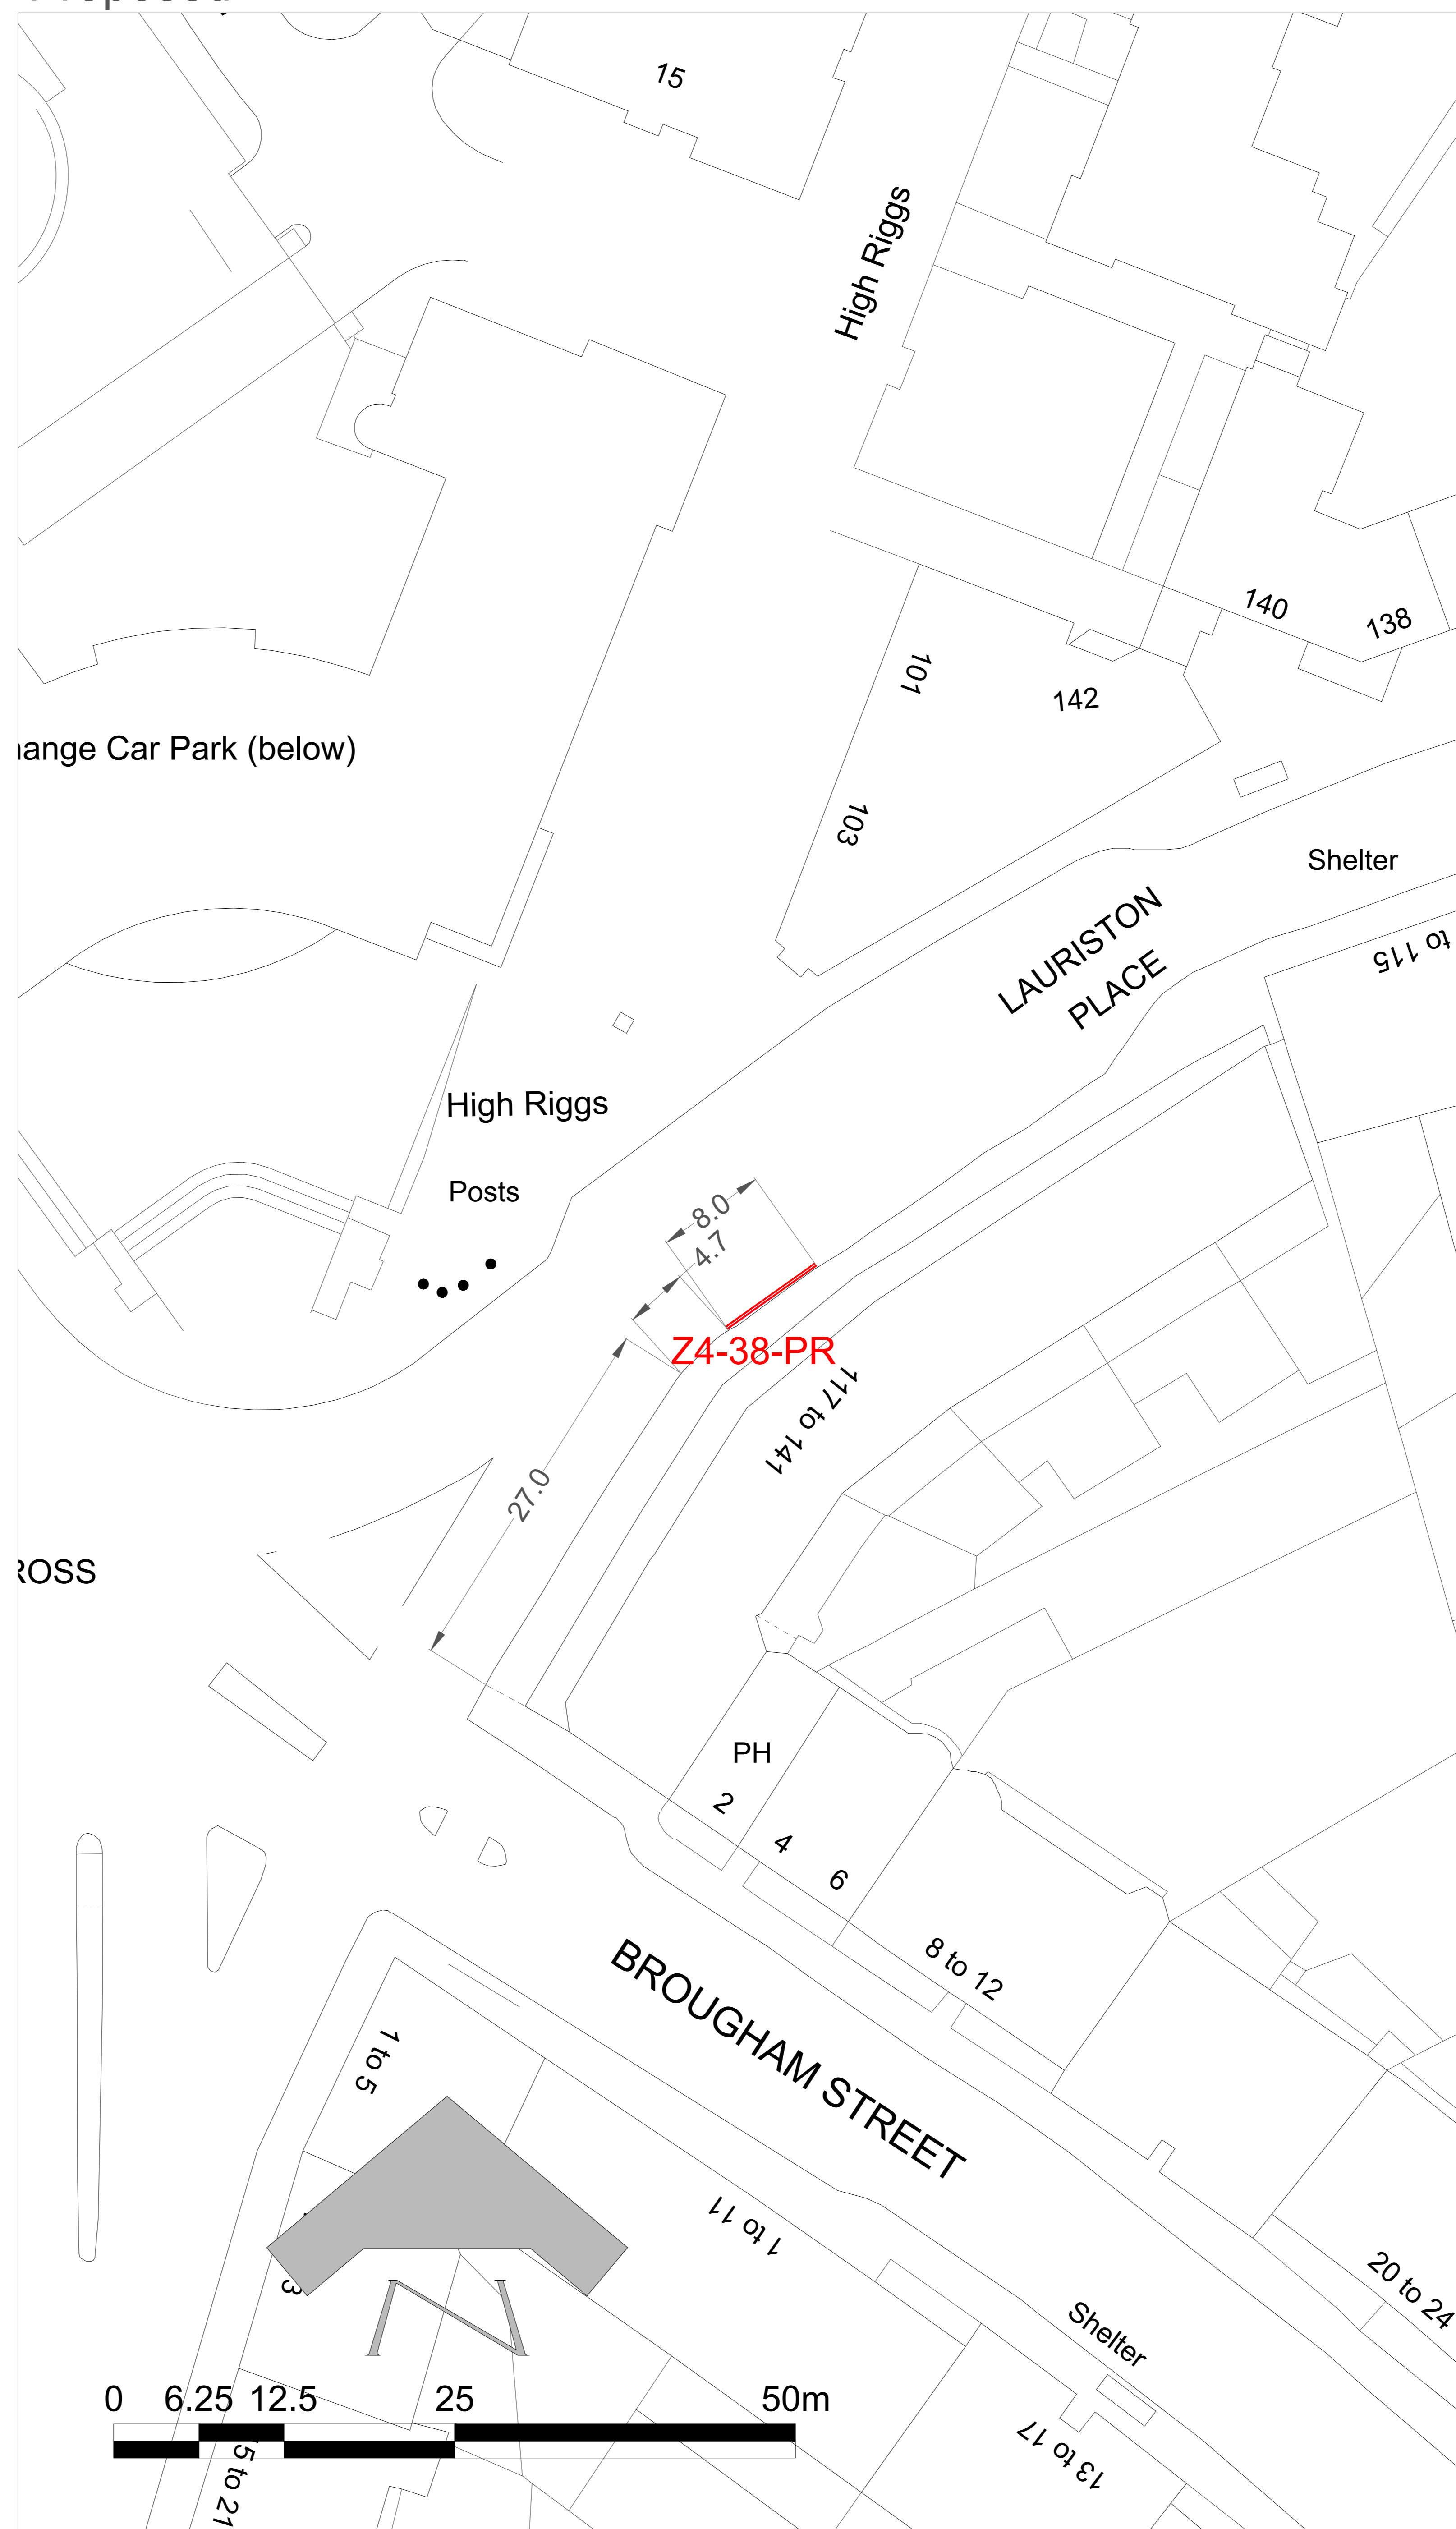 15
High Riggs
140
138
101
142
hange Car Park (below)
103
Shelter
LAURISTON
PLACE
to 115
High Riggs
Posts
8.0
4.7
Z4-38-PR
117 to 141
27.0
ROSS
PH
2
4
6
8 to 12
BROUGHAM STREET
1 to 5
1 to 11
3
N
20 to 24
Shelter
0 6.25 12.5 25 50m
13 to 17
15 to 21